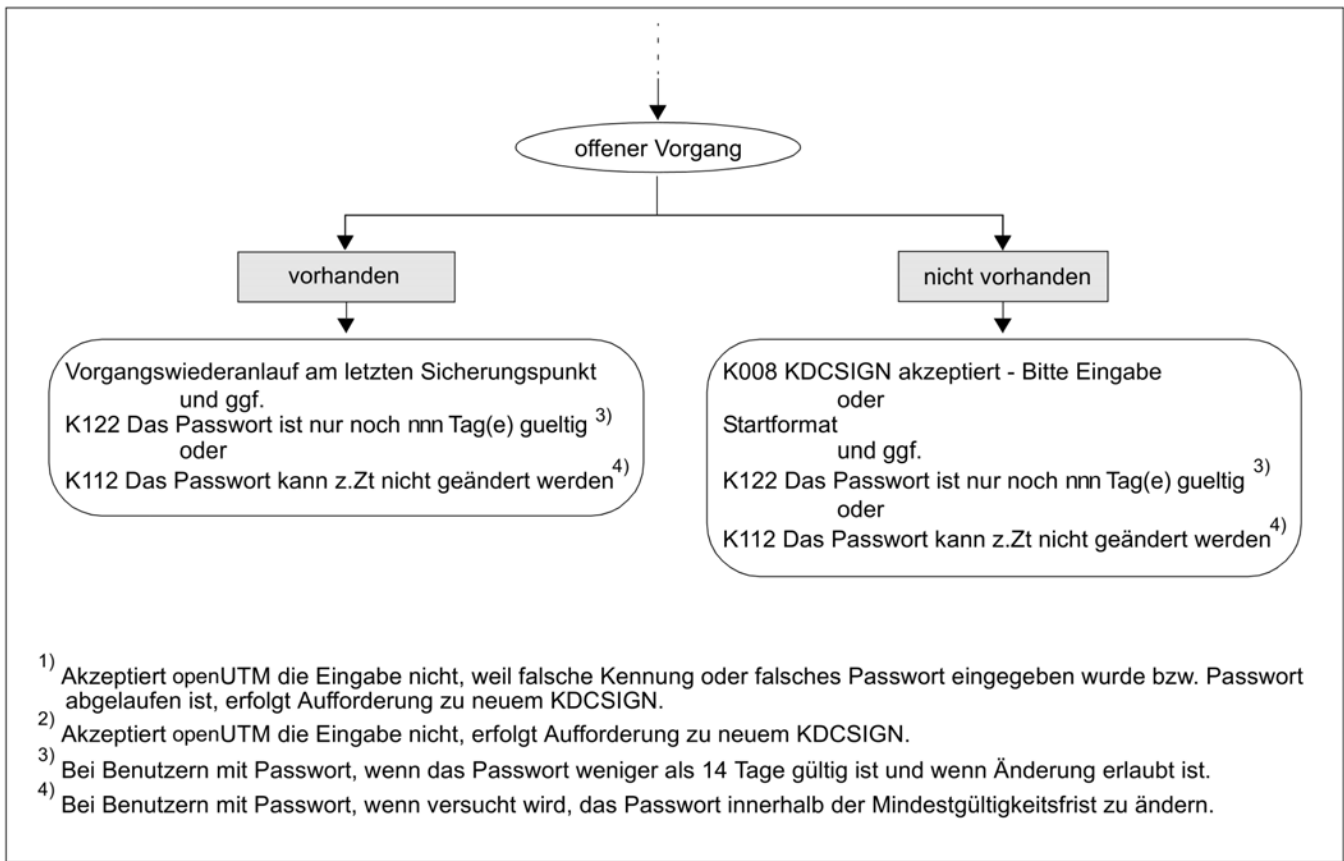 offener Vorgang
vorhanden
nicht vorhanden
Vorgangswiederanlauf am letzten Sicherungspunkt
und ggf.
K122 Das Passwort ist nur noch nnn Tag(e) gueltig 3)
oder
K112 Das Passwort kann z.Zt nicht geändert werden4)
K008 KDCSIGN akzeptiert - Bitte Eingabe
oder
Startformat
und ggf.
K122 Das Passwort ist nur noch nnn Tag(e) gueltig 3)
oder
K112 Das Passwort kann z.Zt nicht geändert werden4)
1) Akzeptiert openUTM die Eingabe nicht, weil falsche Kennung oder falsches Passwort eingegeben wurde bzw. Passwort
abgelaufen ist, erfolgt Aufforderung zu neuem KDCSIGN.
2) Akzeptiert openUTM die Eingabe nicht, erfolgt Aufforderung zu neuem KDCSIGN.
3) Bei Benutzern mit Passwort, wenn das Passwort weniger als 14 Tage gültig ist und wenn Änderung erlaubt ist.
4) Bei Benutzern mit Passwort, wenn versucht wird, das Passwort innerhalb der Mindestgültigkeitsfrist zu ändern.